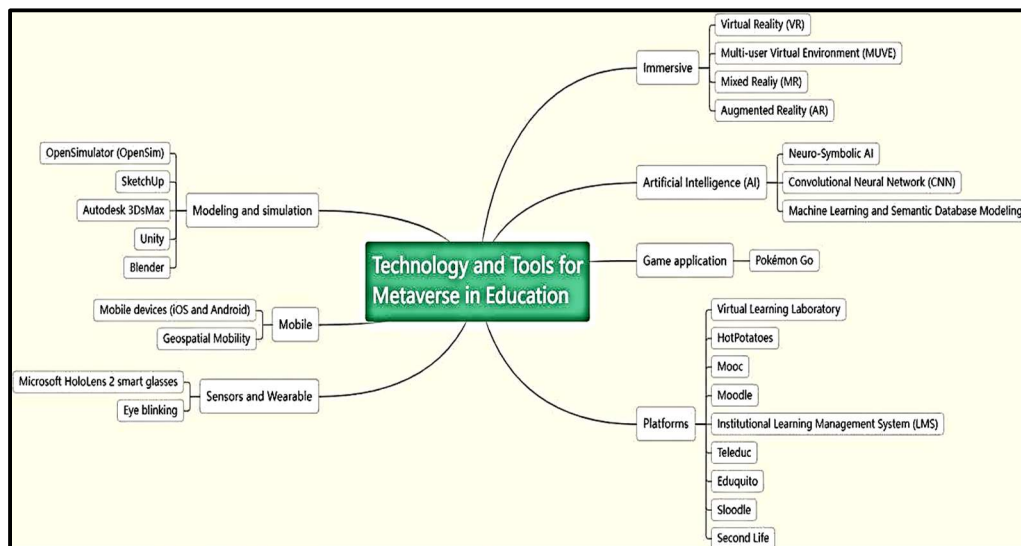 Technology and Tools for
Metaverse in Education
Immersive
Virtual Reality (VR)
Multi-user Virtual Environment (MUVE)
Mixed Realiy (MR)
Augmented Reality (AR)
Artificial Intelligence (AI)
Neuro-Symbolic AI
Convolutional Neural Network (CNN)
Machine Learning and Semantic Database Modeling
Game application
Pokémon Go
Platforms
Virtual Learning Laboratory
HotPotatoes
Mooc
Moodle
Institutional Learning Management System (LMS)
Teleduc
Eduquito
Sloodle
Second Life
Modeling and simulation
OpenSimulator (OpenSim)
SketchUp
Autodesk 3DsMax
Unity
Blender
Mobile
Mobile devices (iOS and Android)
Geospatial Mobility
Sensors and Wearable
Microsoft HoloLens 2 smart glasses
Eye blinking